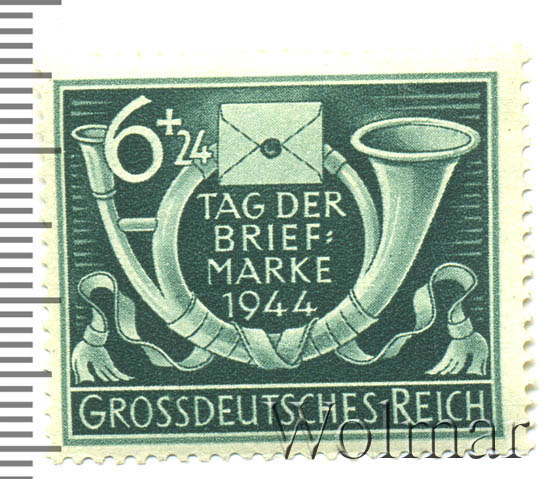 6+24
TAG DER
BRIEF=
MARKE
1944
GROSSDEUTSCHES REICH
Wolmar